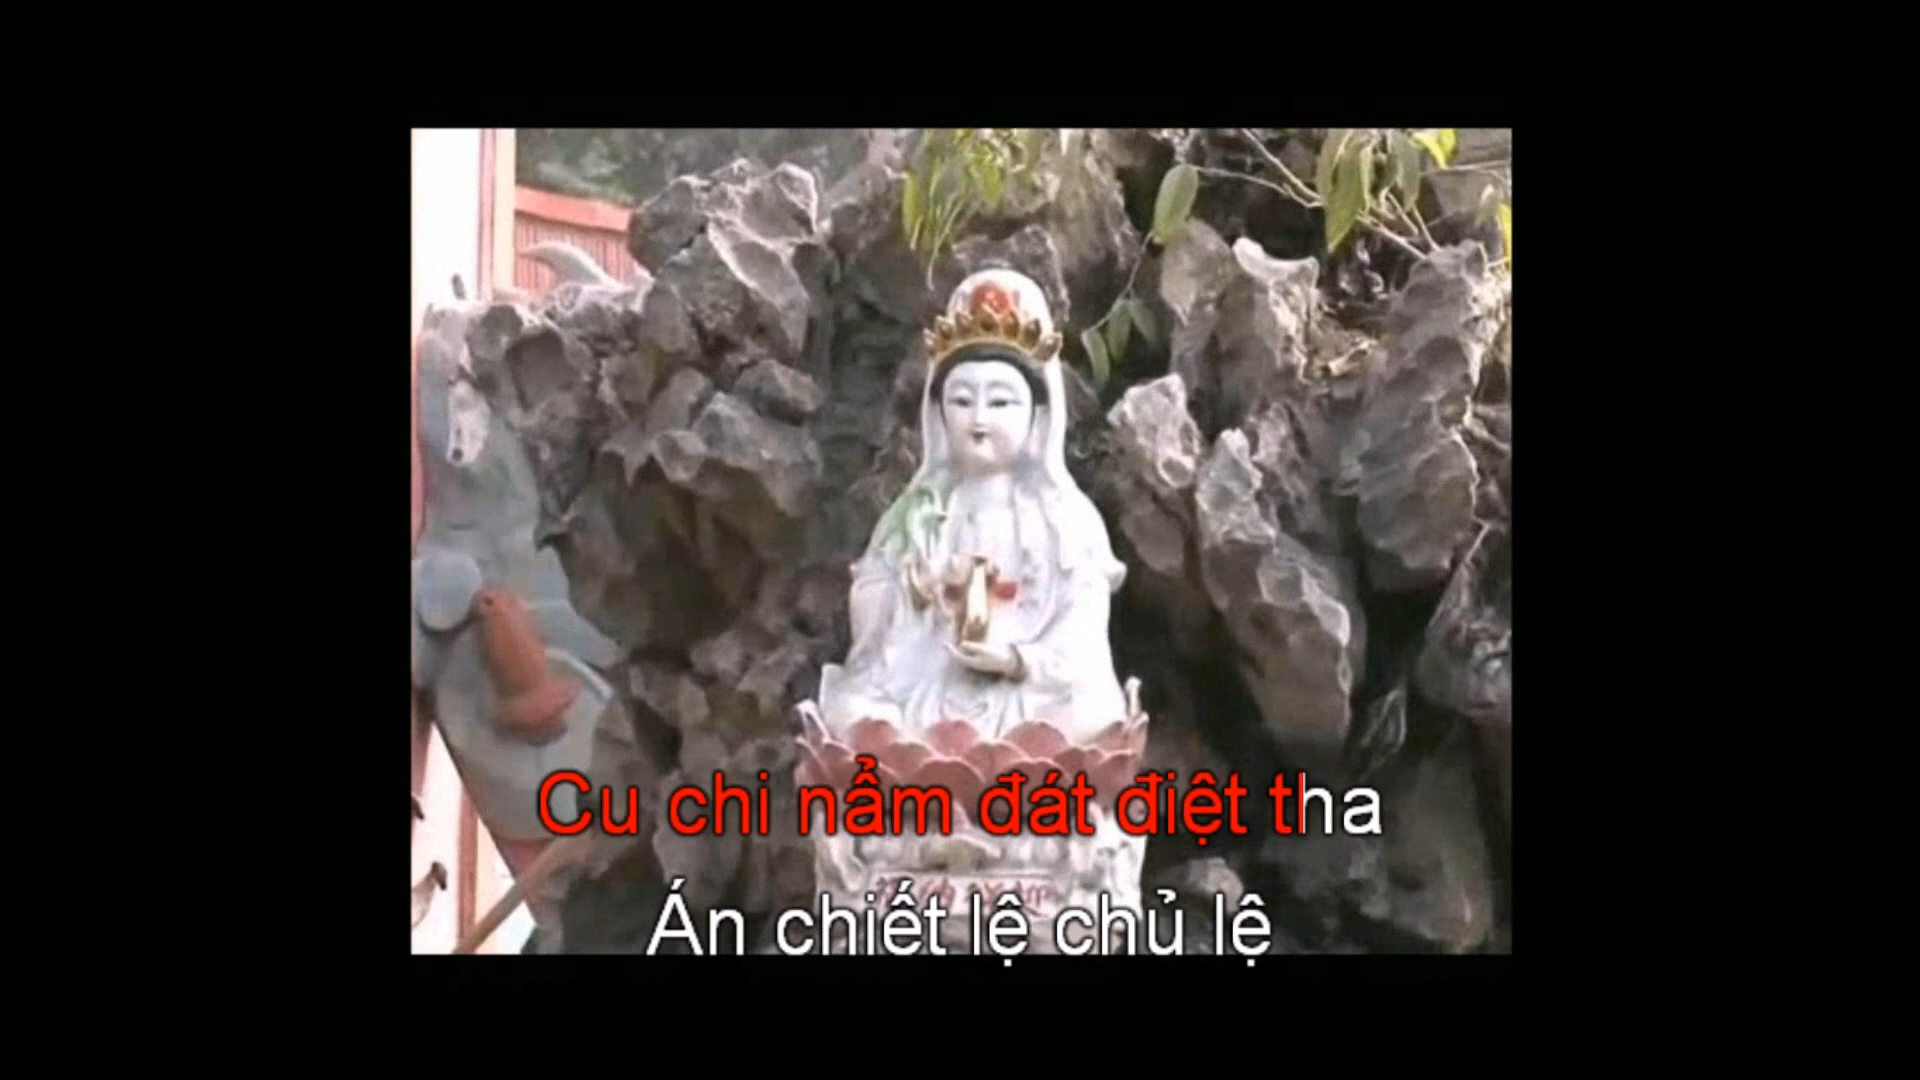 Cu chi nẩm đát điệt tha
Án chiết lệ chủ lệ